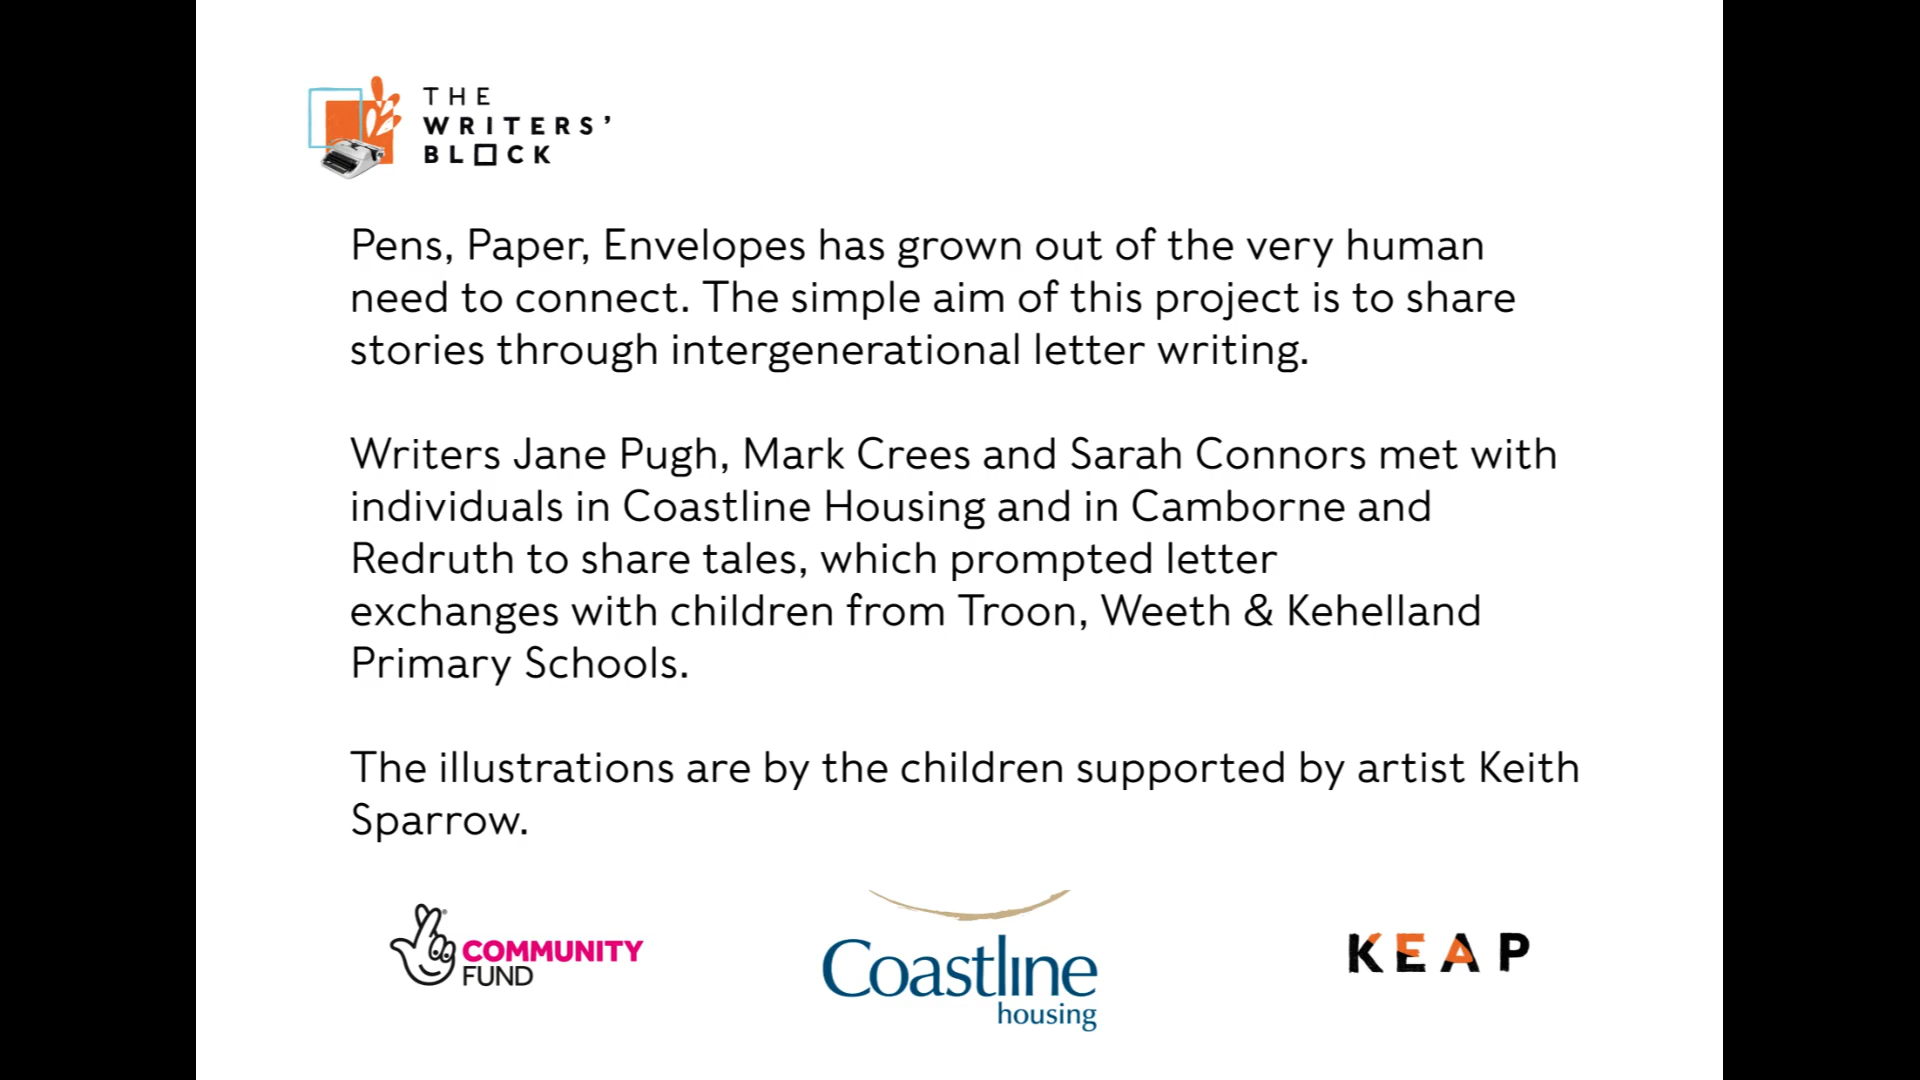 THE
WRITERS’
BLOCK
Pens, Paper, Envelopes has grown out of the very human
need to connect. The simple aim of this project is to share
stories through intergenerational letter writing.
Writers Jane Pugh, Mark Crees and Sarah Connors met with
individuals in Coastline Housing and in Camborne and
Redruth to share tales, which prompted letter
exchanges with children from Troon, Weeth & Kehelland
Primary Schools.
The illustrations are by the children supported by artist Keith
Sparrow.
COMMUNITY
FUND
Coastline
housing
KEAP